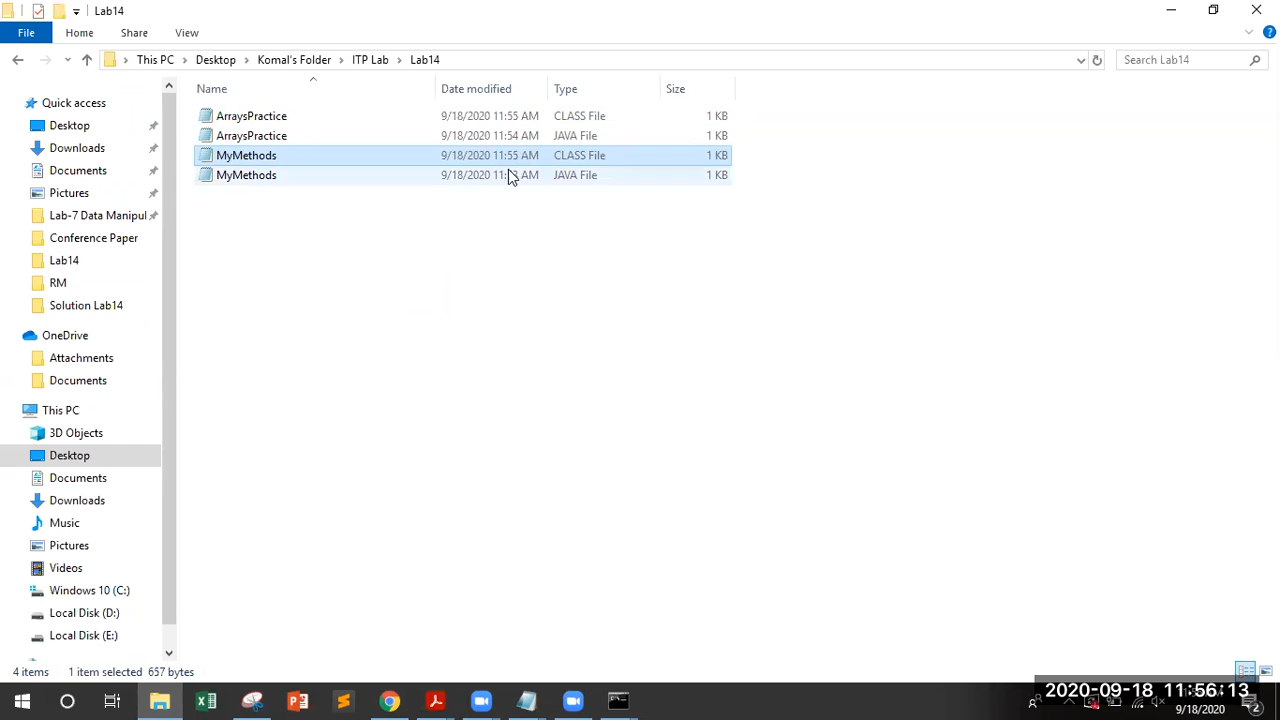 Lab14
File Home Share View
This PC Desktop Komal's Folder ITP Lab Lab14 Search Lab14
Name Date modified Type Size
ArraysPractice 9/18/2020 11:55 AM CLASS File 1 KB
ArraysPractice 9/18/2020 11:54 AM JAVA File 1 KB
MyMethods 9/18/2020 11:55 AM CLASS File 1 KB
MyMethods 9/18/2020 AM JAVA File 1 KB
Quick access
Desktop
Downloads
Documents
Pictures
Lab-7 Data Manipul
Conference Paper
Lab14
RM
Solution Lab14
OneDrive
Attachments
Documents
This PC
3D Objects
Desktop
Documents
Downloads
Music
Pictures
Videos
Windows 10 (C:)
Local Disk (D:)
Local Disk (E:)
4 items 1 item selected 657 bytes
2020-09-18 11:56:13
9/18/2020
2